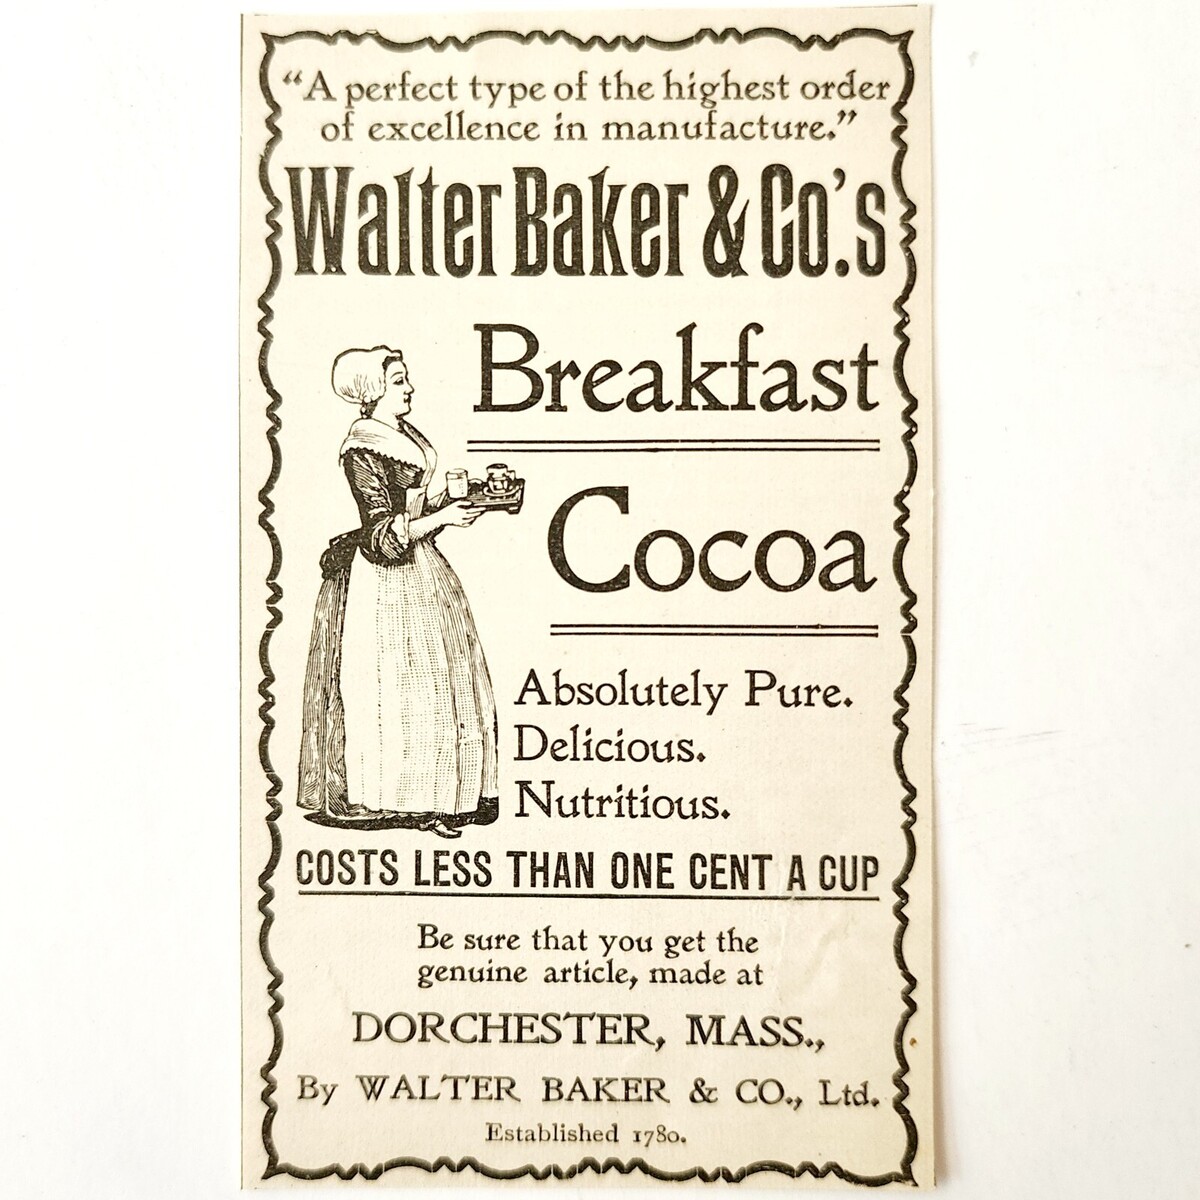 “A perfect type of the highest order
of excellence in manufacture.”
Walter Baker & Co.'s
Breakfast
Cocoa
Absolutely Pure.
Delicious.
Nutritious.
COSTS LESS THAN ONE CENT A CUP
Be sure that you get the
genuine article, made at
DORCHESTER, MASS.,
By WALTER BAKER & CO., Ltd.
Established 1780.